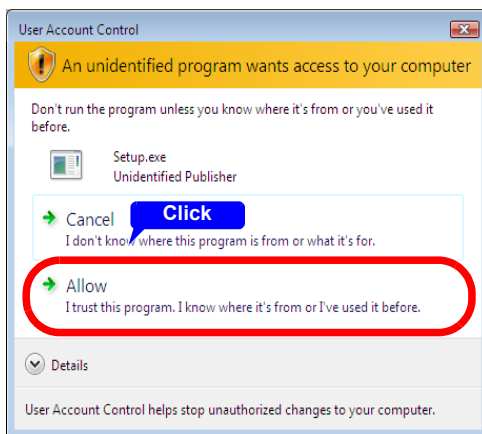 User Account Control
An unidentified program wants access to your computer
Don't run the program unless you know where it's from or you've used it
before.
Setup.exe
Unidentified Publisher
Cancel
Click
I don't know where this program is from or what it's for.
Allow
I trust this program. I know where it's from or I've used it before.
Details
User Account Control helps stop unauthorized changes to your computer.